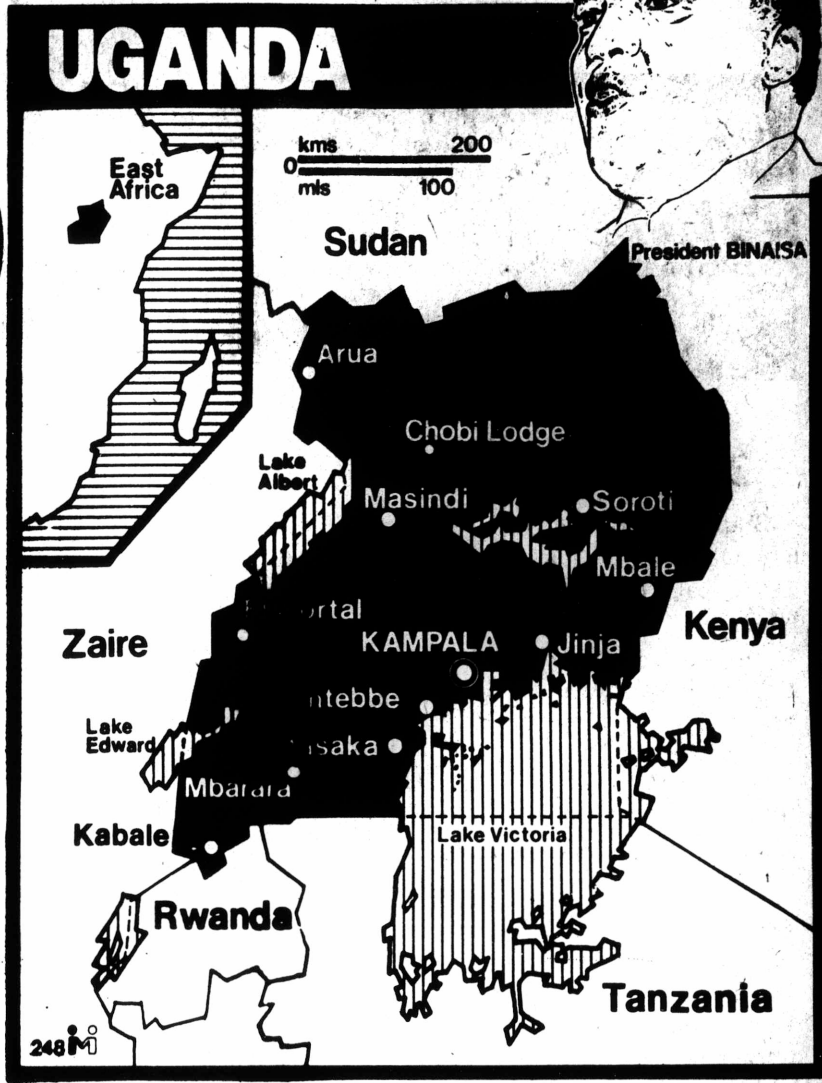 UGANDA
kms 200
0
mls 100
East
Africa
Sudan
President BINAISA
Arua
Chobi Lodge
Lake
Albert
Masindi
Soroti
Mbale
Zaire
KAMPALA
Jinja
Kenya
Lake
Edward
Mbarara
Kabale
Lake Victoria
Rwanda
Tanzania
248